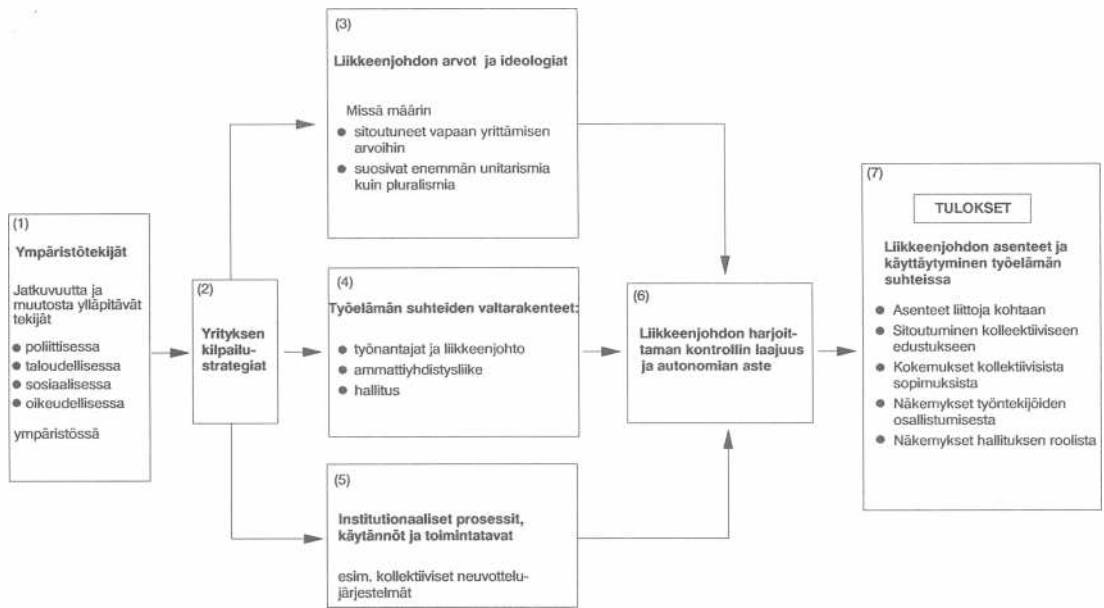 (1)
Ympäristötekijät
Jatkuvuutta ja
muutosta ylläpitävät
tekijät
● poliittisessa
● taloudellisessa
● sosiaalisessa
● oikeudellisessa
ympäristössä
(2)
Yrityksen
kilpailu-
strategiat
(3)
Liikkeenjohdon arvot ja ideologiat
Missä määrin
● sitoutuneet vapaan yrittämisen
arvoihin
● suosivat enemmän unitarismia
kuin pluralismia
(4)
Työelämän suhteiden valtarakenteet:
● työnantajat ja liikkeenjohto
● ammattiyhdistysliike
● hallitus
(5)
Institutionaaliset prosessit,
käytännöt ja toimintatavat
esim. kollektiiviset neuvottelu-
järjestelmät
(6)
Liikkeenjohdon harjoit-
taman kontrollin laajuus
ja autonomian aste
(7)
TULOKSET
Liikkeenjohdon asenteet ja
käyttäytyminen työelämän
suhteissa
● Asenteet liittoja kohtaan
● Sitoutuminen kolleektiiviseen
edustukseen
● Kokemukset kollektiivisista
sopimuksista
● Näkemykset työntekijöiden
osallistumisesta
● Näkemykset hallituksen roolista